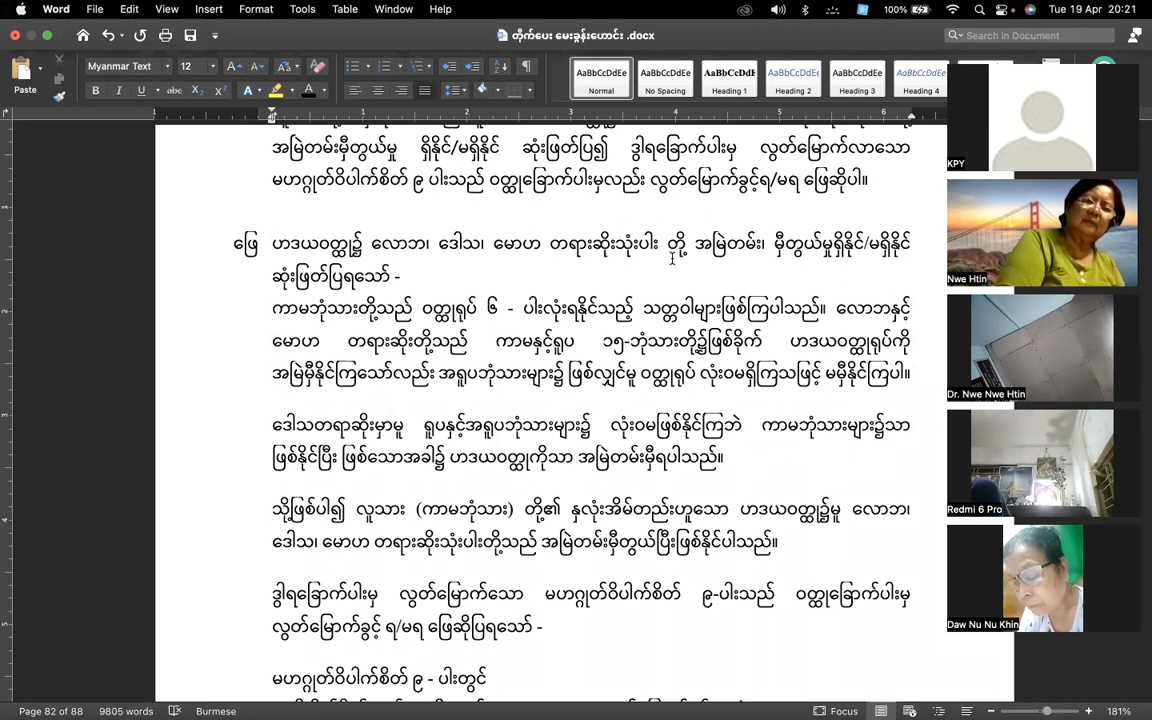 Word File Edit View Insert Format Tools Table Window Help 100% Tue 19 Apr 20:21
တိုက်ပေး မေးခွန်းဟောင်း .docx
Search in Document
Paste
Myanmar Text 12
AaBbCcDdEe AaBbCcDdEe AaBbCcDdE AaBbCcDdEe AaBbCcDdEe AaBbCcDdEe
Normal No Spacing Heading 1 Heading 2 Heading 3 Heading 4
1 2 3 4 5 6
အမြဲတမ်းမှီတွယ်မှု ရှိနိုင်/မရှိနိုင် ဆုံးဖြတ်ပြ၍ ဒွါရခြောက်ပါးမှ လွတ်မြောက်လာသော
မဟဂ္ဂုတ်ဝိပါက်စိတ် ၉ ပါးသည် ဝတ္ထုခြောက်ပါးမှလည်း လွတ်မြောက်ခွင့်ရ/မရ ဖြေဆိုပါ။
ဖြေ ဟဒယဝတ္ထု၌ လောဘ၊ ဒေါသ၊ မောဟ တရားဆိုးသုံးပါး တို့ အမြဲတမ်း၊ မှီတွယ်မှုရှိနိုင်/မရှိနိုင်
ဆုံးဖြတ်ပြရသော် -
ကာမဘုံသားတို့သည် ဝတ္ထုရုပ် ၆ - ပါးလုံးရနိုင်သည့် သတ္တဝါများဖြစ်ကြပါသည်။ လောဘနှင့်
မောဟ တရားဆိုးတို့သည် ကာမနှင့်ရူပ ၁၅-ဘုံသားတို့၌ဖြစ်ခိုက် ဟဒယဝတ္ထုရုပ်ကို
အမြဲမှီနိုင်ကြသော်လည်း အရူပဘုံသားများ၌ ဖြစ်လျှင်မူ ဝတ္ထုရုပ် လုံးဝမရှိကြသဖြင့် မမှီနိုင်ကြပါ။
ဒေါသတရာဆိုးမှာမူ ရူပနှင့်အရူပဘုံသားများ၌ လုံးဝမဖြစ်နိုင်ကြဘဲ ကာမဘုံသားများ၌သာ
ဖြစ်နိုင်ပြီး ဖြစ်သောအခါ၌ ဟဒယဝတ္ထုကိုသာ အမြဲတမ်းမှီရပါသည်။
သို့ဖြစ်ပါ၍ လူသား (ကာမဘုံသား) တို့၏ နှလုံးအိမ်တည်းဟူသော ဟဒယဝတ္ထု၌မူ လောဘ၊
ဒေါသ၊ မောဟ တရားဆိုးသုံးပါးတို့သည် အမြဲတမ်းမှီတွယ်ပြီးဖြစ်နိုင်ပါသည်။
ဒွါရခြောက်ပါးမှ လွတ်မြောက်သော မဟဂ္ဂုတ်ဝိပါက်စိတ် ၉-ပါးသည် ဝတ္ထုခြောက်ပါးမှ
လွတ်မြောက်ခွင့် ရ/မရ ဖြေဆိုပြရသော် -
မဟဂ္ဂုတ်ဝိပါက်စိတ် ၉ - ပါးတွင်
KPY
Nwe Htin
Dr. Nwe Nwe Htin
Redmi 6 Pro
Daw Nu Nu Khin
Page 82 of 88 9805 words Burmese Focus 181%